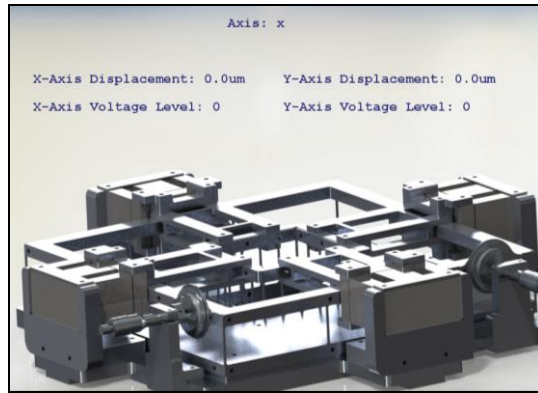 Axis: x
X-Axis Displacement: 0.0um Y-Axis Displacement: 0.0um
X-Axis Voltage Level: 0 Y-Axis Voltage Level: 0